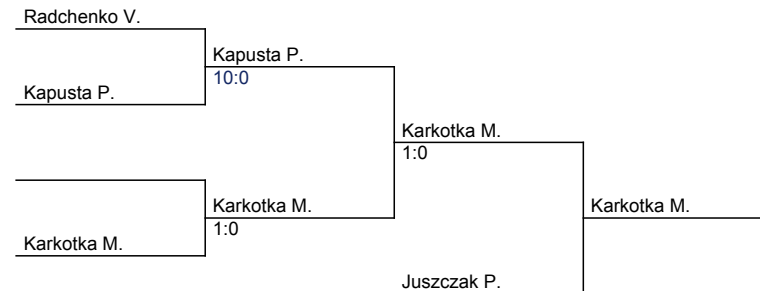 Radchenko V.
Kapusta P.
10:0
Kapusta P.
Karkotka M.
1:0
Karkotka M.
Karkotka M.
1:0
Karkotka M.
Juszczak P.